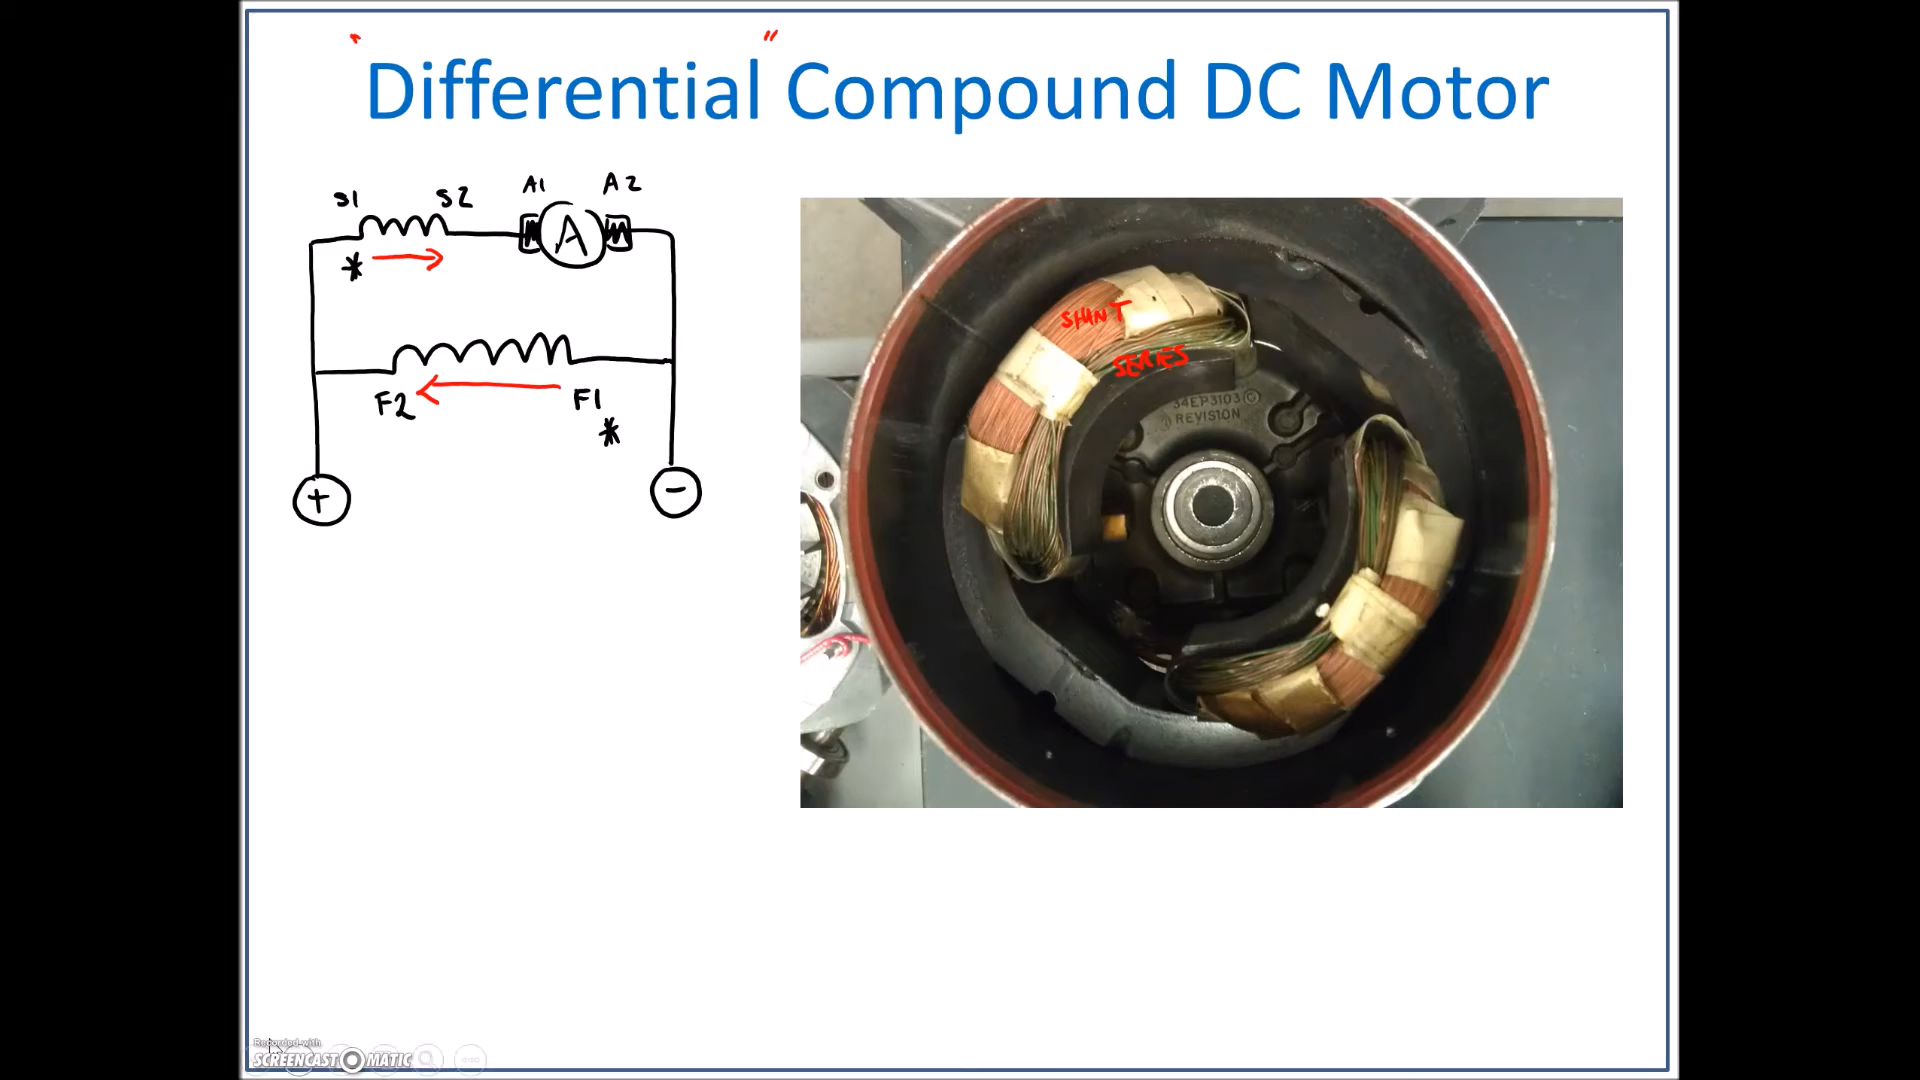 "Differential" Compound DC Motor
S1 S2 A1 A2
A
*
F2 F1
*
+ -
SHUNT
SERIES
34EP3103 ©
REVISION
Recorded with
SCREENCAST MATIC